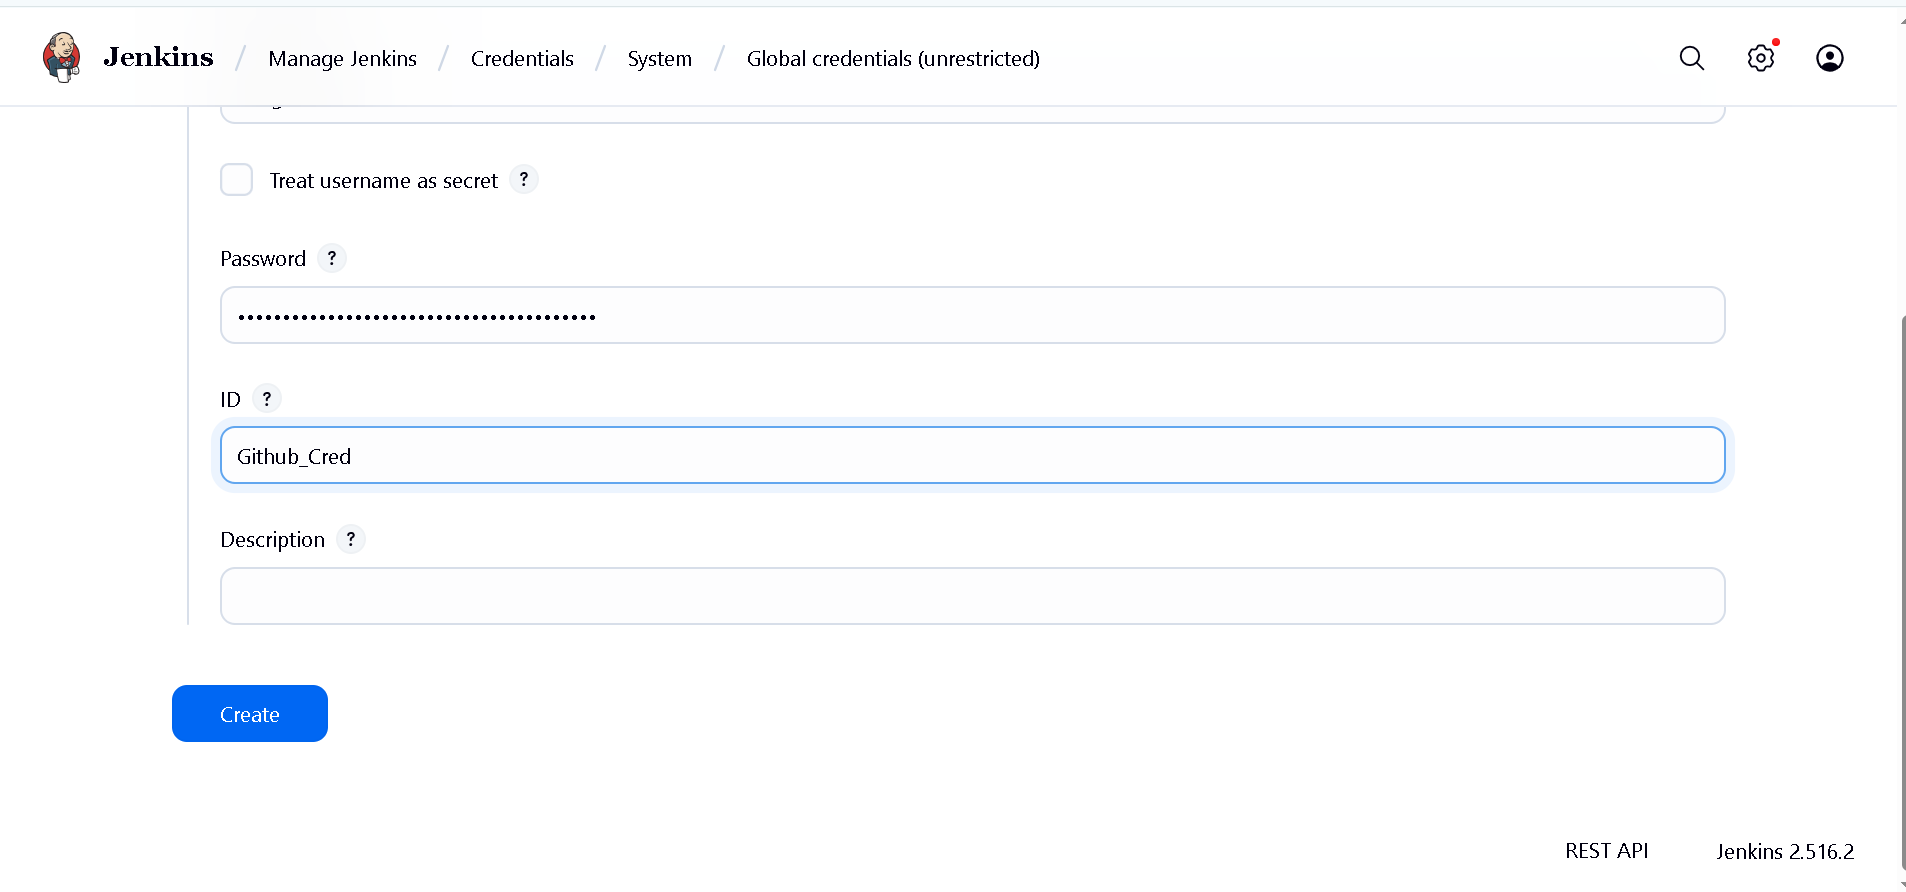 Jenkins / Manage Jenkins / Credentials / System / Global credentials (unrestricted)
Treat username as secret ?
Password ?
••••••••••••••••••••••••••••••••••••••••
ID ?
Github_Cred
Description ?
Create
REST API Jenkins 2.516.2